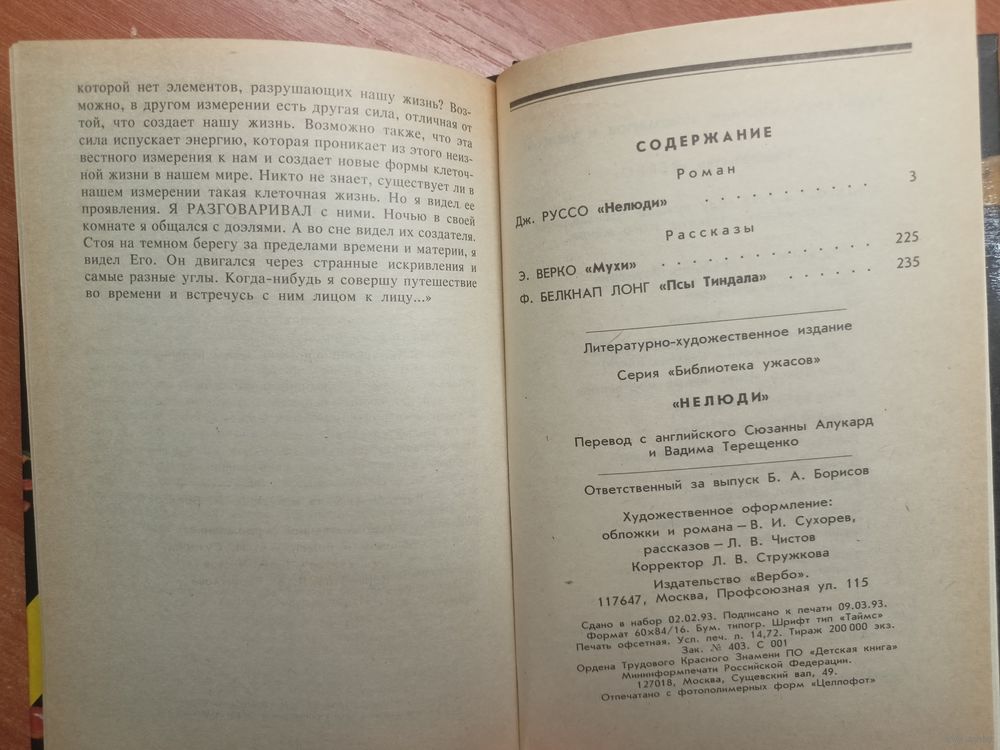 которой нет элементов, разрушающих нашу жизнь? Воз-
можно, в другом измерении есть другая сила, отличная от
той, что создает нашу жизнь. Возможно также, что эта
сила испускает энергию, которая проникает из этого неиз-
вестного измерения к нам и создает новые формы клеточ-
ной жизни в нашем мире. Никто не знает, существует ли в
нашем измерении такая клеточная жизнь. Но я видел ее
проявления. Я РАЗГОВАРИВАЛ с ними. Ночью в своей
комнате я общался с доэлями. А во сне видел их создателя.
Стоя на темном берегу за пределами времени и материи, я
видел Его. Он двигался через странные искривления и
самые разные углы. Когда-нибудь я совершу путешествие
во времени и встречусь с ним лицом к лицу...»
СОДЕРЖАНИЕ
Роман
Дж. РУССО «Нелюди» . . . . . . . . . . 3
Рассказы
Э. ВЕРКО «Мухи» . . . . . . . . . . . 225
Ф. БЕЛКНАП ЛОНГ «Псы Тиндала» . . . . . . 235
Литературно-художественное издание
Серия «Библиотека ужасов»
«НЕЛЮДИ»
Перевод с английского Сюзанны Алукард
и Вадима Терещенко
Ответственный за выпуск Б. А. Борисов
Художественное оформление:
обложки и романа — В. И. Сухорев,
рассказов — Л. В. Чистов
Корректор Л. В. Стружкова
Издательство «Вербо».
117647, Москва, Профсоюзная ул. 115
Сдано в набор 02.02.93. Подписано к печати 09.03.93.
Формат 60×84/16. Бум. типогр. Шрифт тип «Таймс»
Печать офсетная. Усл. печ. л. 14,72. Тираж 200 000 экз.
Зак. № 403. С 001
Ордена Трудового Красного Знамени ПО «Детская книга»
Мининформпечати Российской Федерации.
127018, Москва, Сущевский вал, 49.
Отпечатано с фотополимерных форм «Целлофот»